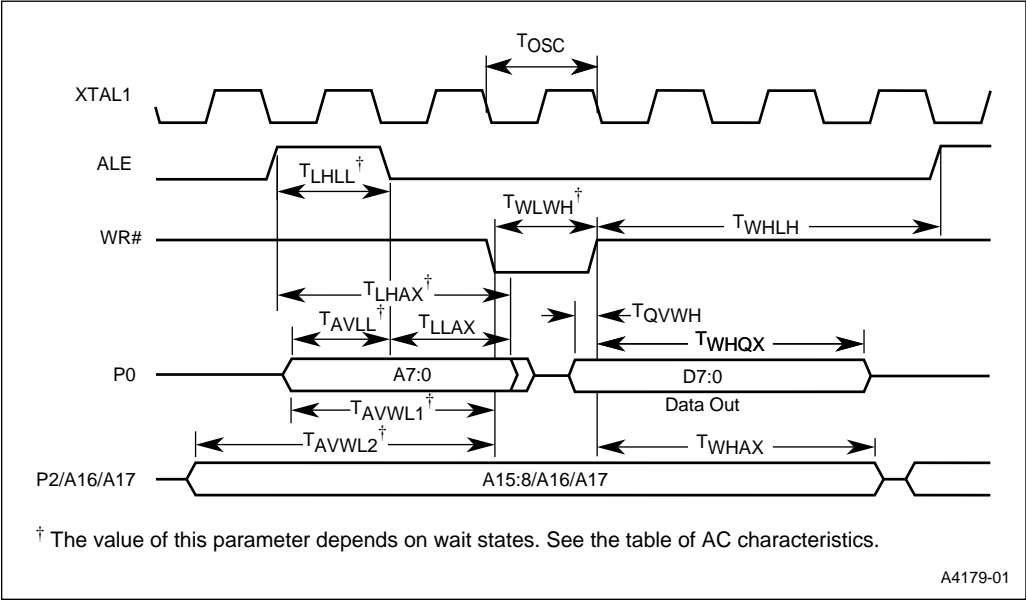 TOSC
XTAL1
ALE
TLHLL†
TWLWH†
WR#
TWHLH
TLHAX†
TAVLL†
TLLAX
TQVWH
TWHQX
P0
A7:0
D7:0
Data Out
TAVWL1†
TAVWL2†
TWHAX
P2/A16/A17
A15:8/A16/A17
† The value of this parameter depends on wait states. See the table of AC characteristics.
A4179-01